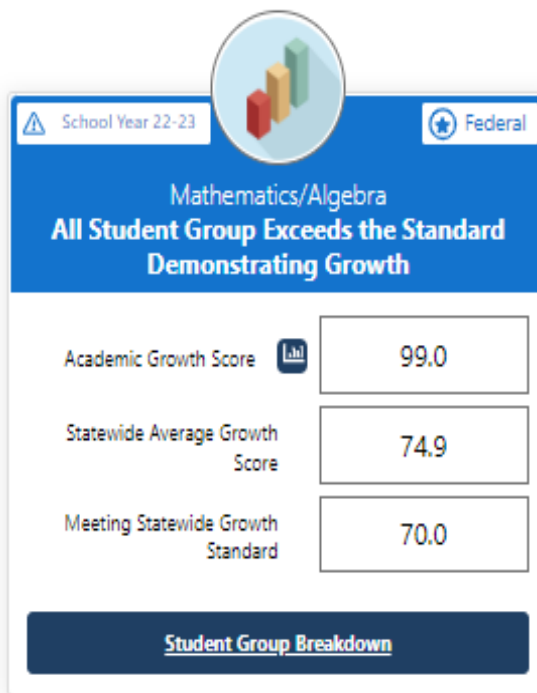 School Year 22-23
Federal
Mathematics/Algebra
All Student Group Exceeds the Standard
Demonstrating Growth
Academic Growth Score
99.0
Statewide Average Growth
Score
74.9
Meeting Statewide Growth
Standard
70.0
Student Group Breakdown